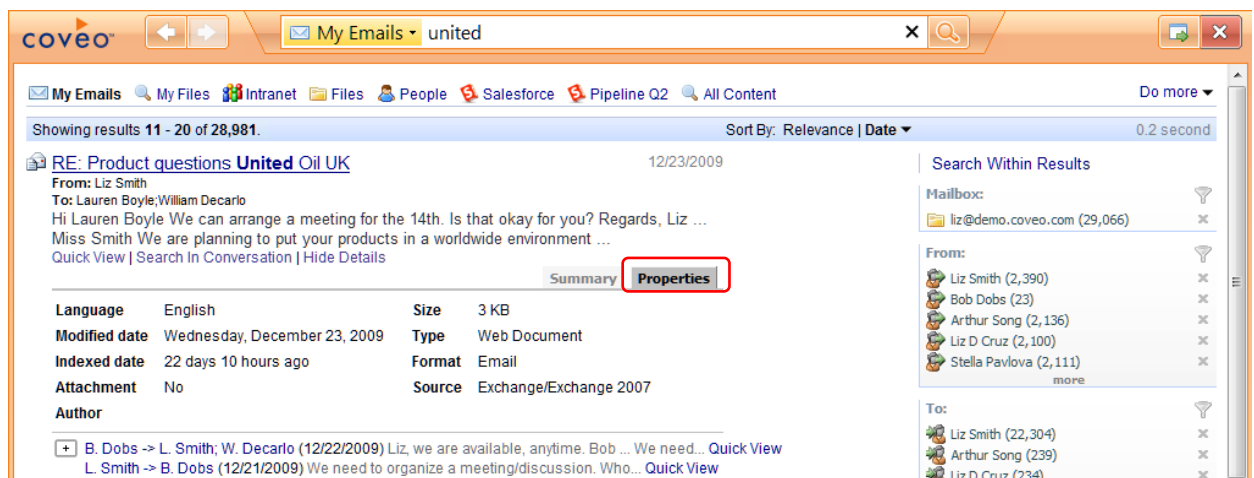 coveo™ My Emails united
My Emails My Files Intranet Files People Salesforce Pipeline Q2 All Content Do more
Showing results 11 - 20 of 28,981. Sort By: Relevance | Date 0.2 second
RE: Product questions United Oil UK 12/23/2009
From: Liz Smith
To: Lauren Boyle;William Decarlo
Hi Lauren Boyle We can arrange a meeting for the 14th. Is that okay for you? Regards, Liz ...
Miss Smith We are planning to put your products in a worldwide environment ...
Quick View | Search In Conversation | Hide Details
Summary Properties
Language English Size 3 KB
Modified date Wednesday, December 23, 2009 Type Web Document
Indexed date 22 days 10 hours ago Format Email
Attachment No Source Exchange/Exchange 2007
Author
B. Dobs -> L. Smith; W. Decarlo (12/22/2009) Liz, we are available, anytime. Bob ... We need... Quick View
L. Smith -> B. Dobs (12/21/2009) We need to organize a meeting/discussion. Who... Quick View
Search Within Results
Mailbox:
liz@demo.coveo.com (29,066)
From:
Liz Smith (2,390)
Bob Dobs (23)
Arthur Song (2,136)
Liz D Cruz (2,100)
Stella Pavlova (2,111)
more
To:
Liz Smith (22,304)
Arthur Song (239)
Liz D Cruz (234)